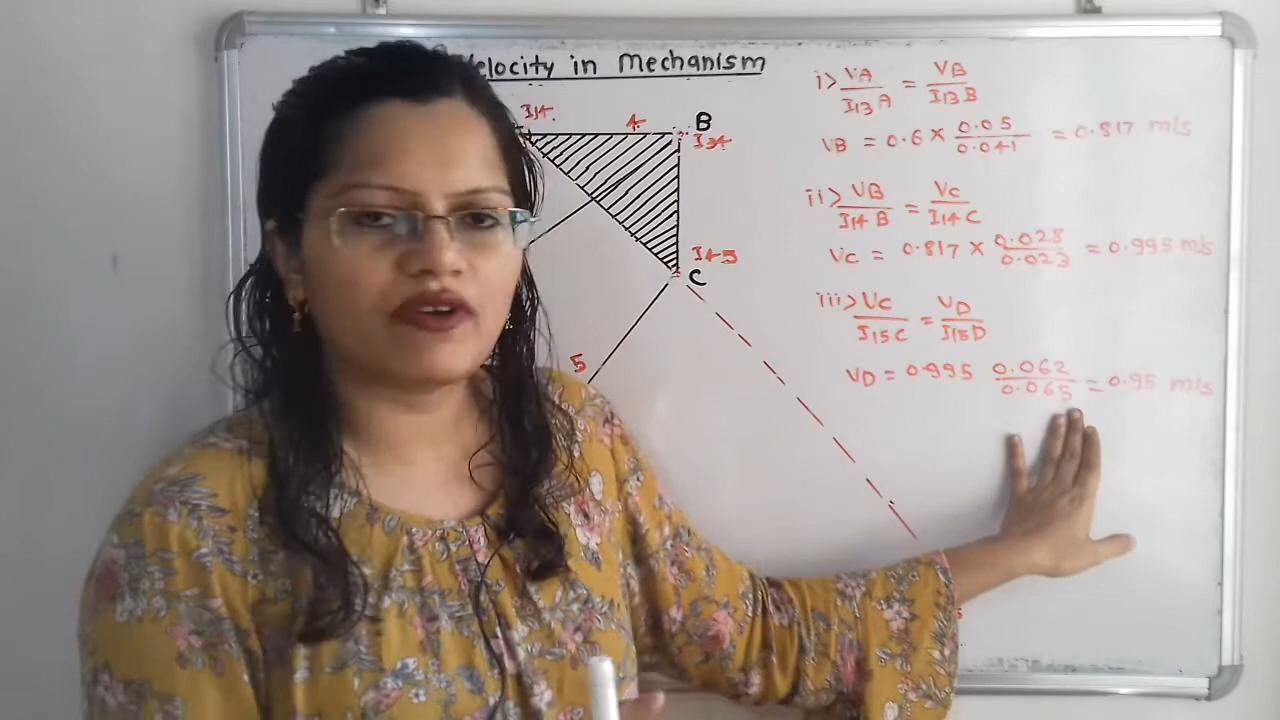 Velocity in Mechanism
I14
4
B
I34
I45
C
5
i> VA / I13A = VB / I13B
VB = 0.6 × 0.05 / 0.041 = 0.817 m/s
ii> VB / I14B = VC / I14C
VC = 0.817 × 0.028 / 0.023 = 0.995 m/s
iii> VC / I15C = VD / I15D
VD = 0.995 0.062 / 0.065 = 0.95 m/s